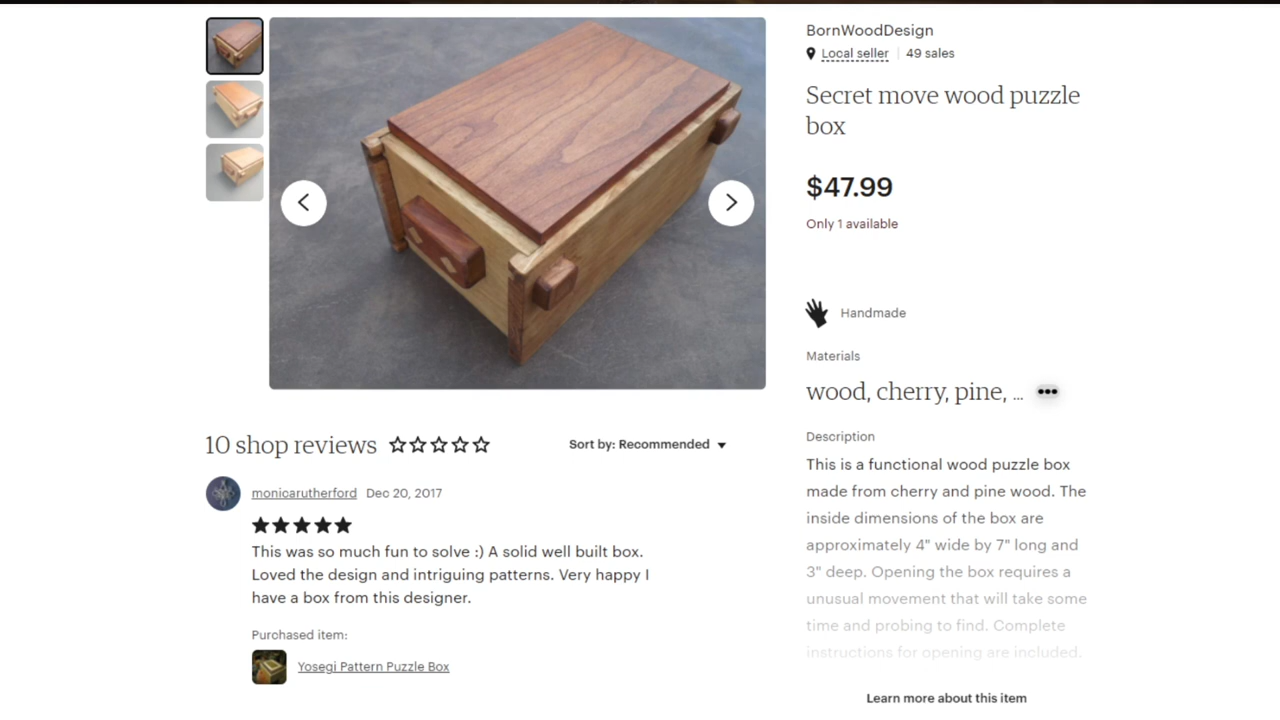 BornWoodDesign
Local seller 49 sales
Secret move wood puzzle
box
$47.99
Only 1 available
Handmade
Materials
wood, cherry, pine, ...
Description
This is a functional wood puzzle box
made from cherry and pine wood. The
inside dimensions of the box are
approximately 4" wide by 7" long and
3" deep. Opening the box requires a
unusual movement that will take some
time and probing to find. Complete
instructions for opening are included.
Learn more about this item
10 shop reviews
Sort by: Recommended
monicarutherford Dec 20, 2017
This was so much fun to solve :) A solid well built box.
Loved the design and intriguing patterns. Very happy I
have a box from this designer.
Purchased item:
Yosegi Pattern Puzzle Box